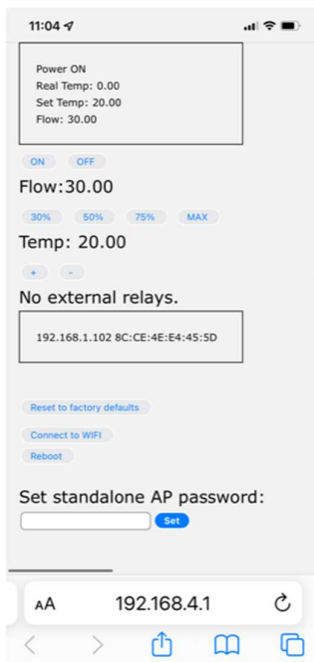 11:04
Power ON
Real Temp: 0.00
Set Temp: 20.00
Flow: 30.00
ON OFF
Flow:30.00
30% 50% 75% MAX
Temp: 20.00
+ -
No external relays.
192.168.1.102 8C:CE:4E:E4:45:5D
Reset to factory defaults
Connect to WIFI
Reboot
Set standalone AP password:
Set
AA 192.168.4.1